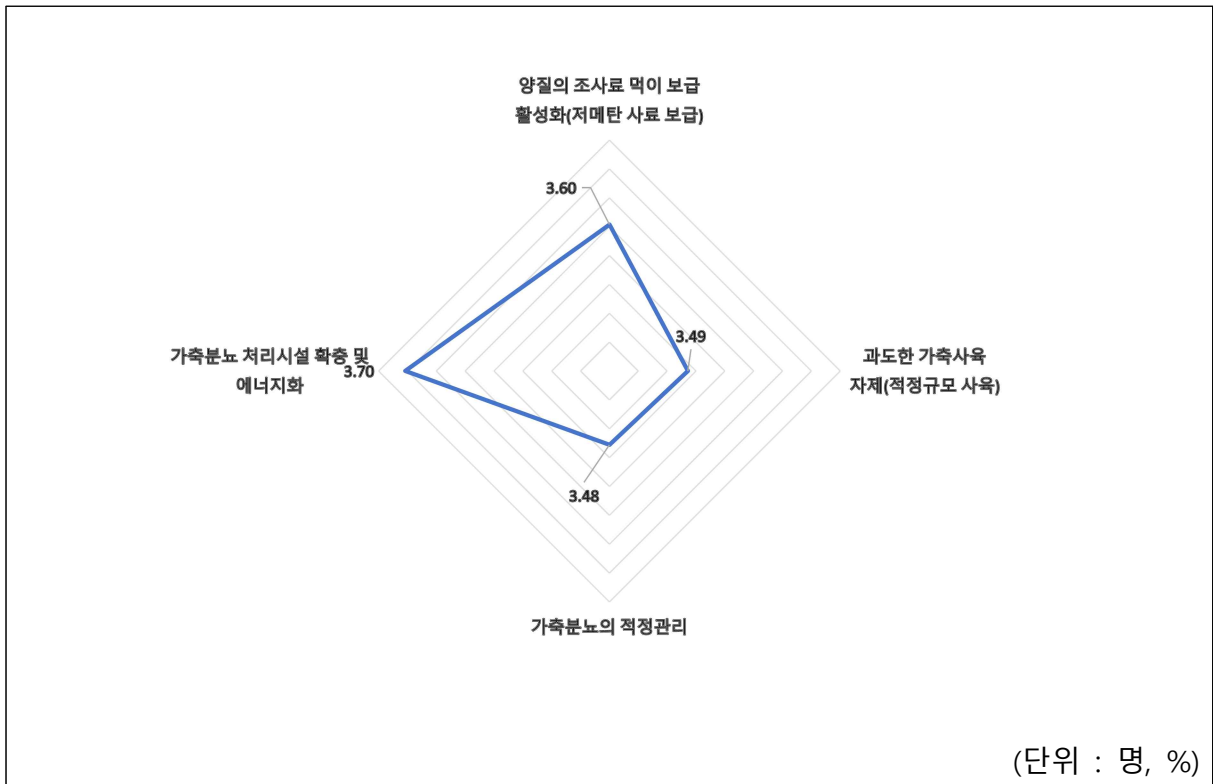 양질의 조사료 먹이 보급
활성화(저메탄 사료 보급)
3.60
3.49
가축분뇨 처리시설 확충 및
에너지화
3.70
과도한 가축사육
자제(적정규모 사육)
3.48
가축분뇨의 적정관리
(단위 : 명, %)